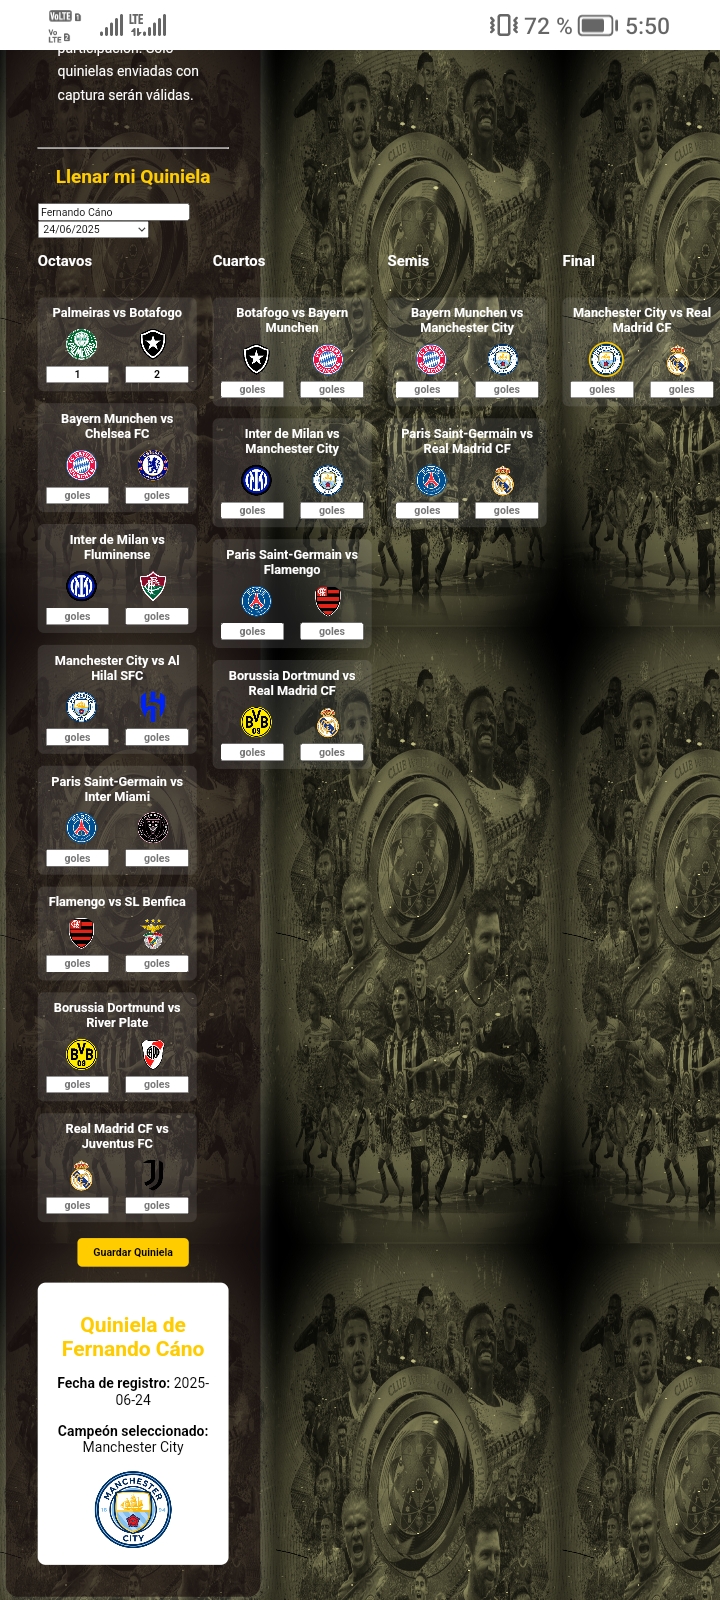 72 % 5:50
participación. Sólo
quinielas enviadas con
captura serán válidas.
Llenar mi Quiniela
Fernando Cáno
24/06/2025
Octavos
Palmeiras vs Botafogo
1 2
Bayern Munchen vs
Chelsea FC
goles goles
Inter de Milan vs
Fluminense
goles goles
Manchester City vs Al
Hilal SFC
goles goles
Paris Saint-Germain vs
Inter Miami
goles goles
Flamengo vs SL Benfica
goles goles
Borussia Dortmund vs
River Plate
goles goles
Real Madrid CF vs
Juventus FC
goles goles
Cuartos
Botafogo vs Bayern
Munchen
goles goles
Inter de Milan vs
Manchester City
goles goles
Paris Saint-Germain vs
Flamengo
goles goles
Borussia Dortmund vs
Real Madrid CF
goles goles
Semis
Bayern Munchen vs
Manchester City
goles goles
Paris Saint-Germain vs
Real Madrid CF
goles goles
Final
Manchester City vs Real
Madrid CF
goles goles
Guardar Quiniela
Quiniela de
Fernando Cáno
Fecha de registro: 2025-
06-24
Campeón seleccionado:
Manchester City
MANCHESTER
CITY